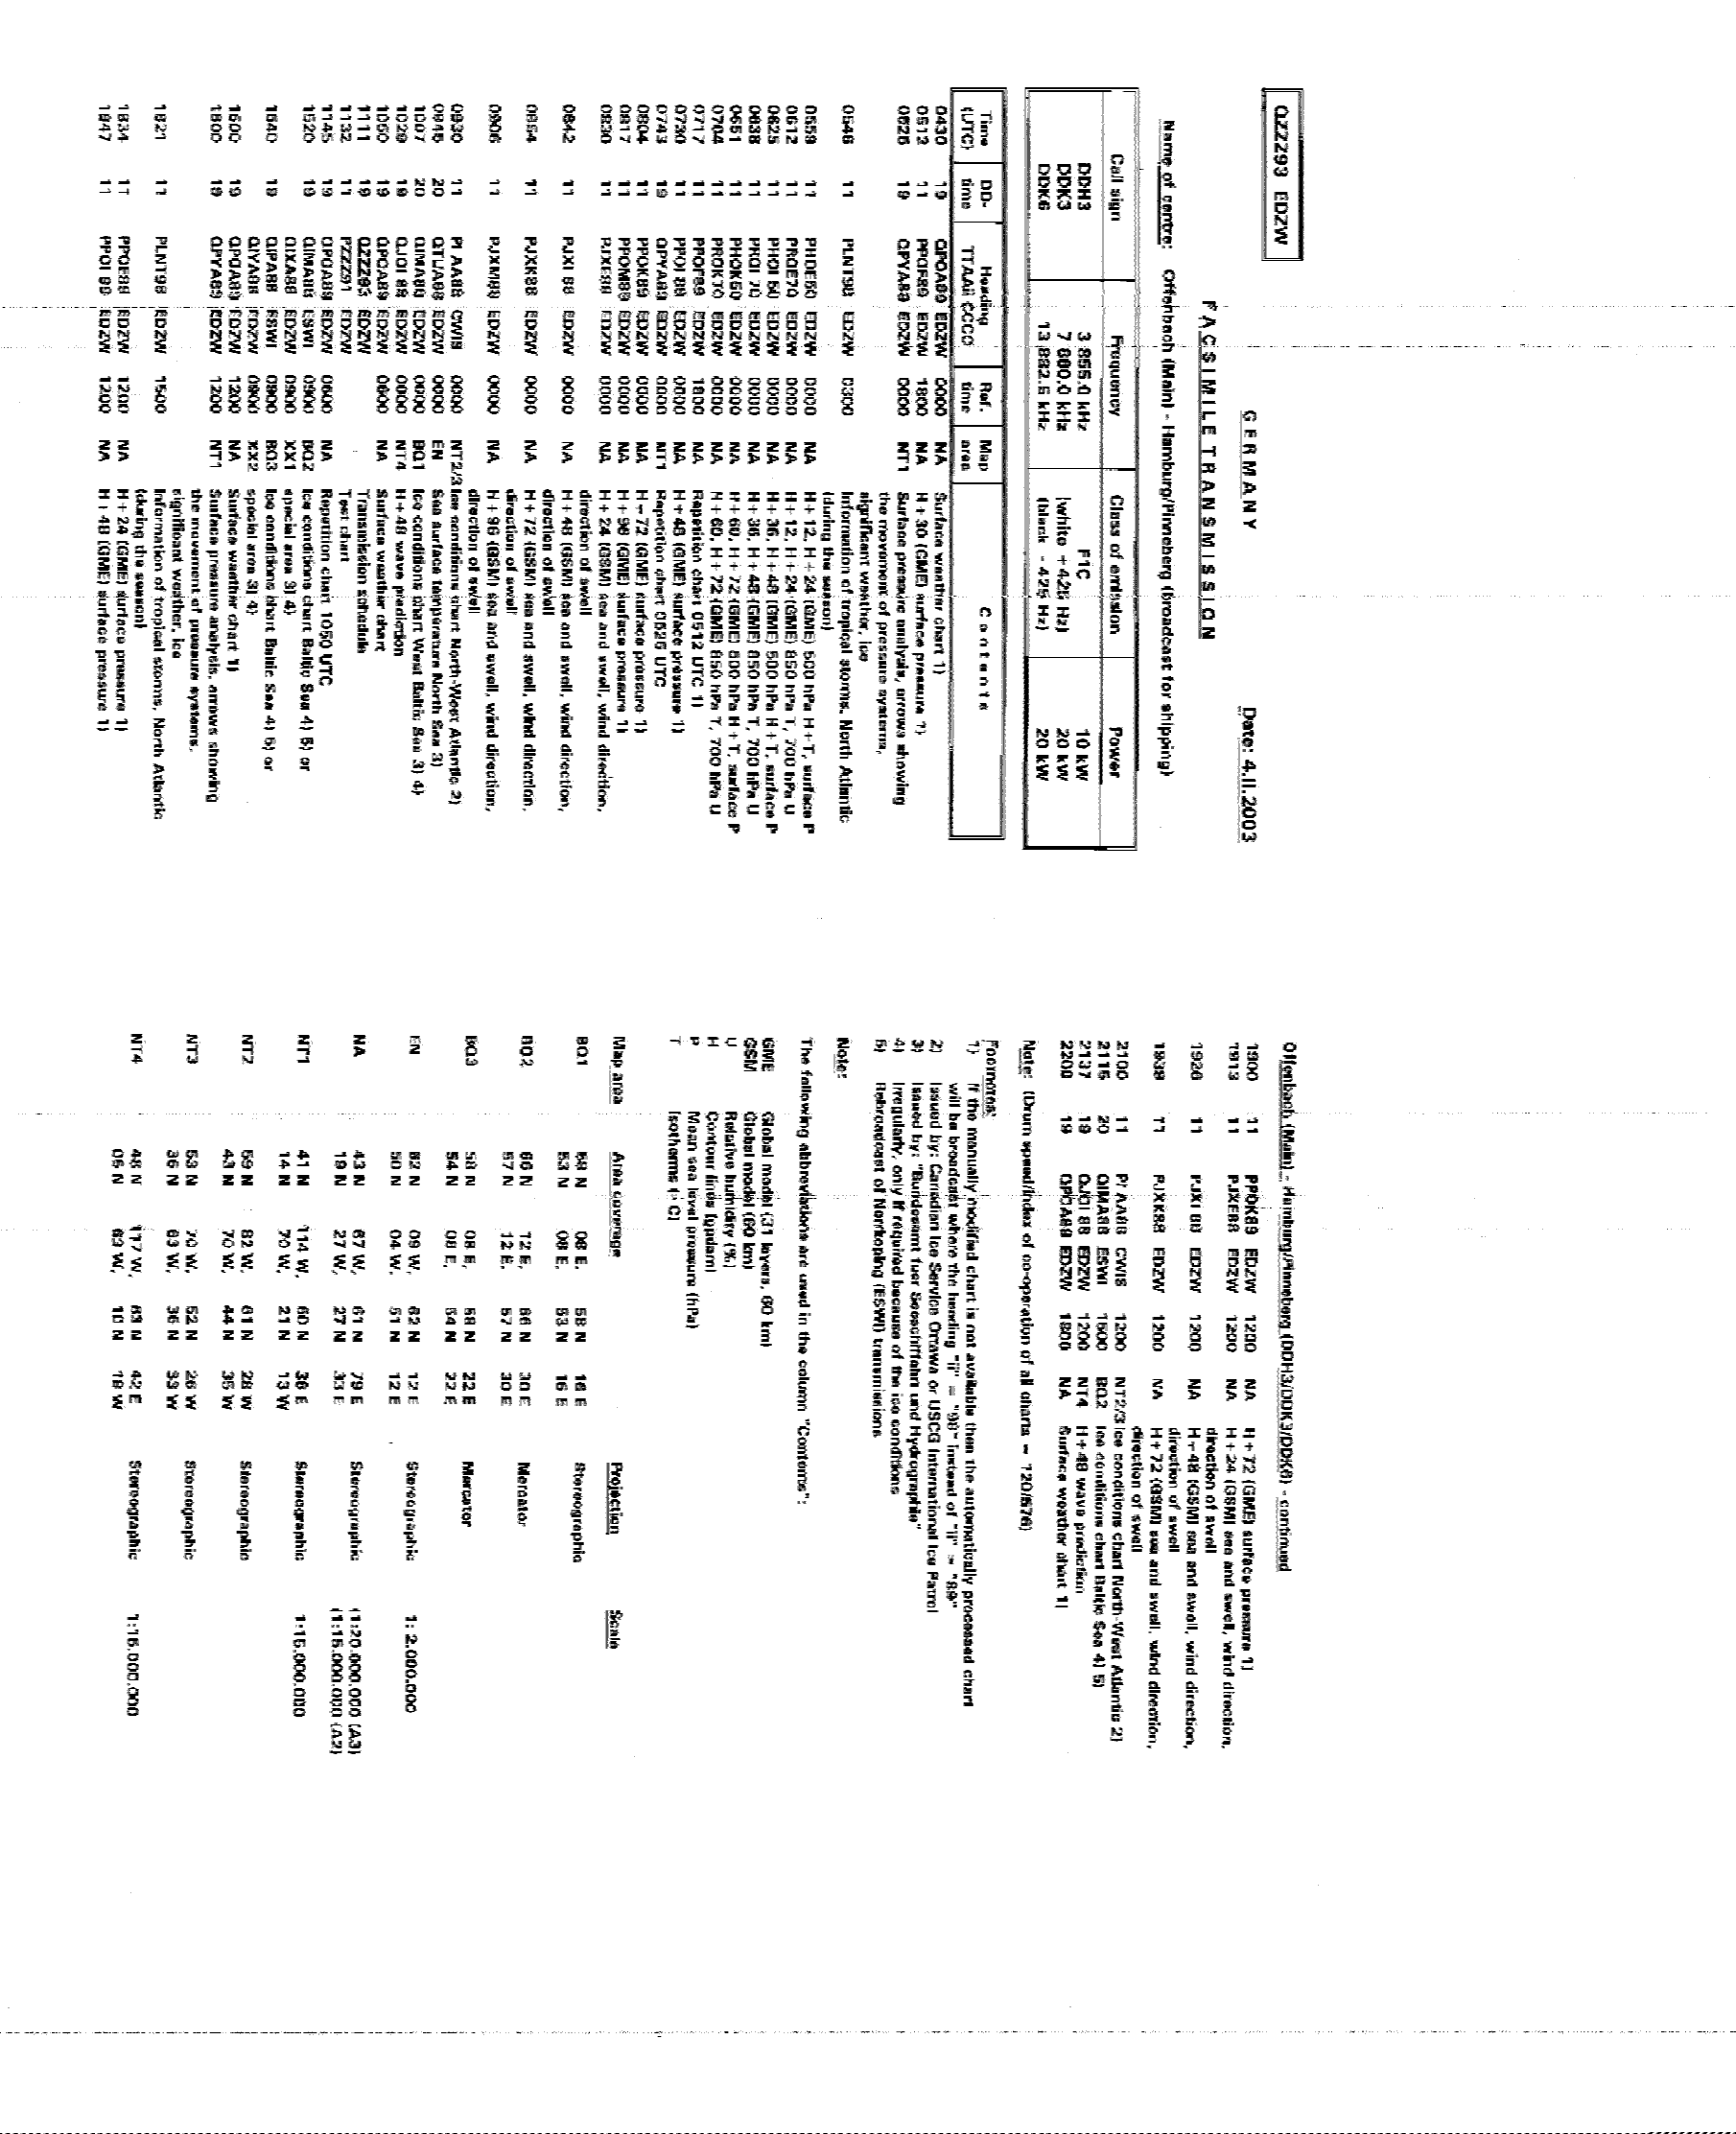 QZZZ93 EDZW
GERMANY Date: 4.II.2003
FACSIMILE TRANSMISSION
Name of centre: Offenbach (Main) - Hamburg/Pinneberg (broadcast for shipping)
Call sign Frequency Class of emission Power
DDH3 3 855.0 kHz F1C 10 kW
DDK3 7 880.0 kHz (white +425 Hz) 20 kW
DDK6 13 882.5 kHz (black - 425 Hz) 20 kW
Time (UTC) DD-time Heading TTAAii CCCC Ref. time Map area Contents
0430 19 QPOA89 EDZW 0000 NA Surface weather chart 1)
0512 11 PPOF89 EDZW 1800 NA H+30 (GME) surface pressure 1)
0525 19 QPYA89 EDZW 0000 NT1 Surface pressure analysis, arrows showing
the movement of pressure systems,
significant weather, ice
0546 11 PLNT98 EDZW 0300 Information of tropical storms, North Atlantic
(during the season)
0559 11 PHOE50 EDZW 0000 NA H+12, H+24 (GME) 500 hPa H+T, surface P
0612 11 PROE70 EDZW 0000 NA H+12, H+24 (GME) 850 hPa T, 700 hPa U
0625 11 PHOI 50 EDZW 0000 NA H+36, H+48 (GME) 500 hPa H+T, surface P
0638 11 PROI 70 EDZW 0000 NA H+36, H+48 (GME) 850 hPa T, 700 hPa U
0651 11 PHOK50 EDZW 0000 NA H+60, H+72 (GME) 500 hPa H+T, surface P
0704 11 PROK70 EDZW 0000 NA H+60, H+72 (GME) 850 hPa T, 700 hPa U
0717 11 PPOF89 EDZW 1800 NA Repetition chart 0512 UTC 1)
0730 11 PPOI 88 EDZW 0000 NA H+48 (GME) surface pressure 1)
0743 19 QPYA89 EDZW 0000 NT1 Repetition chart 0525 UTC
0804 11 PPOK89 EDZW 0000 NA H+72 (GME) surface pressure 1)
0817 11 PPOM88 EDZW 0000 NA H+96 (GME) surface pressure 1)
0830 11 PJXE88 EDZW 0000 NA H+24 (GSM) sea and swell, wind direction,
direction of swell
0842 11 PJXI 88 EDZW 0000 NA H+48 (GSM) sea and swell, wind direction,
direction of swell
0854 11 PJXK88 EDZW 0000 NA H+72 (GSM) sea and swell, wind direction,
direction of swell
0906 11 PJXM88 EDZW 0000 NA H+96 (GSM) sea and swell, wind direction,
direction of swell
0930 11 PIAA88 CWIS 0000 NT2/3 Ice conditions chart North-West Atlantic 2)
0945 20 QTUA88 EDZW 0000 EN Sea surface temperature North Sea 3)
1007 20 QIMA88 EDZW 0000 BQ1 Ice conditions chart West Baltic Sea 3) 4)
1029 19 QJOI 88 EDZW 0000 NT4 H+48 wave prediction
1050 19 QPOA89 EDZW 0600 NA Surface weather chart
1111 19 QZZZ93 EDZW Transmission schedule
1132 11 PZZZ91 EDZW Test chart
1145 19 QPOA89 EDZW 0600 NA Repetition chart 1050 UTC
1520 19 QIMA88 ESWI 0900 BQ2 Ice conditions chart Baltic Sea 4) 5) or
QIXA88 EDZW 0900 XX1 special area 3) 4)
1540 19 QIPA88 ESWI 0900 BQ3 Ice conditions chart Baltic Sea 4) 5) or
QIYA88 EDZW 0900 XX2 special area 3) 4)
1600 19 QPOA89 EDZW 1200 NA Surface weather chart 1)
1800 19 QPYA89 EDZW 1200 NT1 Surface pressure analysis, arrows showing
the movement of pressure systems,
significant weather, ice
1821 11 PLNT98 EDZW 1500 Information of tropical storms, North Atlantic
(during the season)
1834 11 PPOE88 EDZW 1200 NA H+24 (GME) surface pressure 1)
1847 11 PPOI 89 EDZW 1200 NA H+48 (GME) surface pressure 1)
Offenbach (Main) - Hamburg/Pinneberg (DDH3/DDK3/DDK6) - continued
1900 11 PPOK89 EDZW 1200 NA H+72 (GME) surface pressure 1)
1913 11 PJXE88 EDZW 1200 NA H+24 (GSM) sea and swell, wind direction,
direction of swell
1926 11 PJXI 88 EDZW 1200 NA H+48 (GSM) sea and swell, wind direction,
direction of swell
1939 11 PJXK88 EDZW 1200 NA H+72 (GSM) sea and swell, wind direction,
direction of swell
2100 11 PIAA88 CWIS 1200 NT2/3 Ice conditions chart North-West Atlantic 2)
2115 20 QIMA88 ESWI 1500 BQ2 Ice conditions chart Baltic Sea 4) 5)
2137 19 QJOI 88 EDZW 1200 NT4 H+48 wave prediction
2200 19 QPOA89 EDZW 1800 NA Surface weather chart 1)
Note: (Drum speed/index of co-operation of all charts = 120/576)
Footnotes:
1) If the manually modified chart is not available then the automatically processed chart
will be broadcast where the heading "ii" = "98" instead of "ii" = "89"
2) Issued by: Canadian Ice Service Ottawa or USCG International Ice Patrol
3) Issued by: "Bundesamt fuer Seeschiffahrt und Hydrographie"
4) Irregularly, only if required because of the ice conditions
5) Rebroadcast of Norrkoping (ESWI) transmissions
Note:
The following abbreviations are used in the column "Contents":
GME Global model (31 layers, 60 km)
GSM Global model (60 km)
U Relative humidity (%)
H Contour lines (gpdam)
P Mean sea level pressure (hPa)
T Isotherms (° C)
Map area Area coverage Projection Scale
BQ1 58 N 08 E, 58 N 16 E Stereographic
53 N 08 E, 53 N 16 E
BQ2 66 N 12 E, 66 N 30 E Mercator
57 N 12 E, 57 N 30 E
BQ3 58 N 08 E, 58 N 22 E Mercator
54 N 08 E, 54 N 22 E
EN 62 N 09 W, 62 N 12 E Stereographic 1: 2.000.000
50 N 04 W, 51 N 12 E
NA 43 N 67 W, 61 N 79 E Stereographic (1:20.000.000 (A3)
19 N 27 W, 27 N 33 E (1:15.000.000 (A2)
NT1 41 N 114 W, 60 N 36 E Stereographic 1:15.000.000
14 N 70 W, 21 N 13 W
NT2 59 N 82 W, 61 N 28 W Stereographic
43 N 70 W, 44 N 35 W
NT3 53 N 70 W, 52 N 26 W Stereographic
36 N 63 W, 36 N 33 W
NT4 48 N 117 W, 63 N 42 E Stereographic 1:15.000.000
05 N 63 W, 10 N 18 W